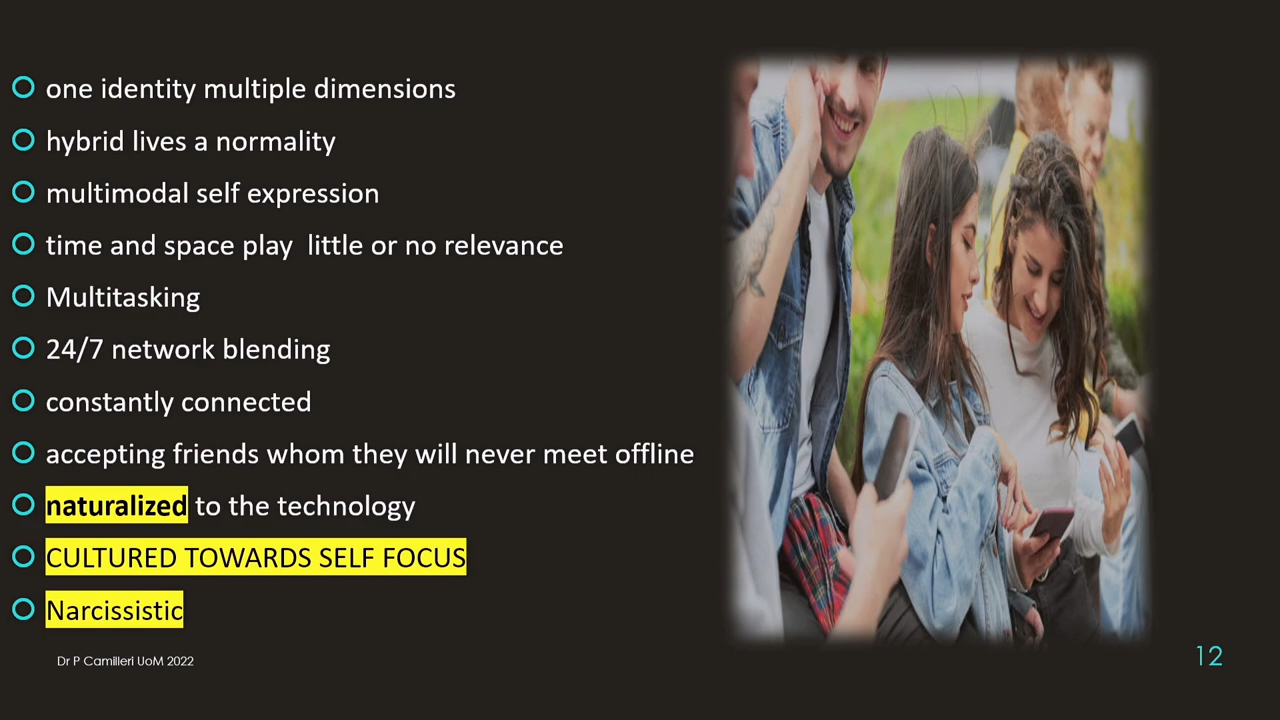 one identity multiple dimensions
hybrid lives a normality
multimodal self expression
time and space play  little or no relevance
Multitasking
24/7 network blending
constantly connected
accepting friends whom they will never meet offline
naturalized to the technology
CULTURED TOWARDS SELF FOCUS
Narcissistic
Dr P Camilleri UoM 2022
12